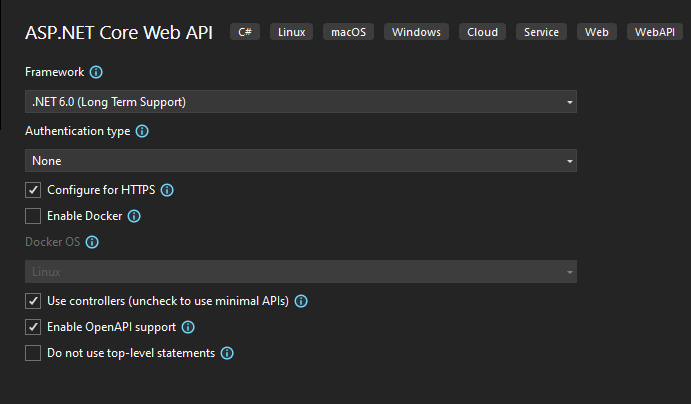 ASP.NET Core Web API C# Linux macOS Windows Cloud Service Web WebAPI
Framework
.NET 6.0 (Long Term Support)
Authentication type
None
Configure for HTTPS
Enable Docker
Docker OS
Linux
Use controllers (uncheck to use minimal APIs)
Enable OpenAPI support
Do not use top-level statements